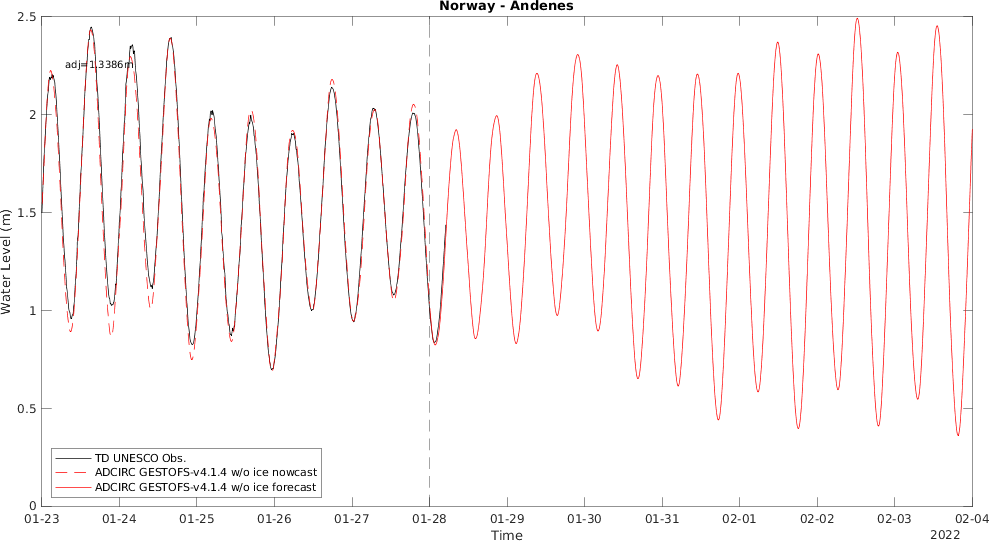 Norway - Andenes
2.5
adj=1.3386m
2
1.5
Water Level (m)
1
0.5
TD UNESCO Obs.
ADCIRC GESTOFS-v4.1.4 w/o ice nowcast
ADCIRC GESTOFS-v4.1.4 w/o ice forecast
0
01-23 01-24 01-25 01-26 01-27 01-28 01-29 01-30 01-31 02-01 02-02 02-03 02-04
Time
2022